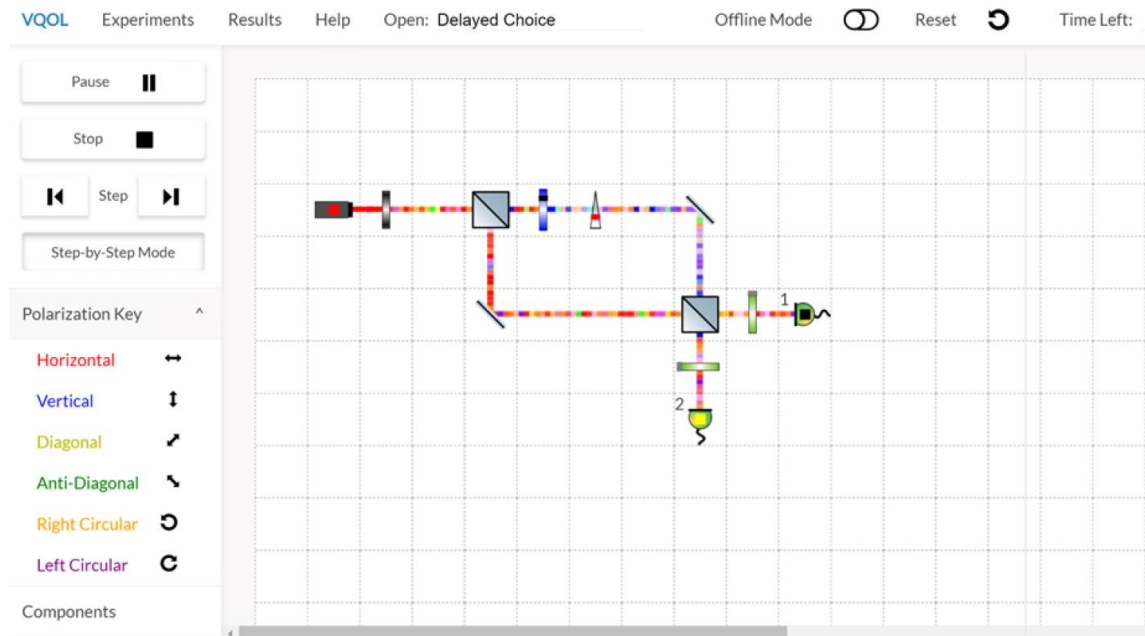 VQOL Experiments Results Help Open: Delayed Choice Offline Mode Reset Time Left:
Pause
Stop
Step
Step-by-Step Mode
Polarization Key
Horizontal
Vertical
Diagonal
Anti-Diagonal
Right Circular
Left Circular
Components
1
2